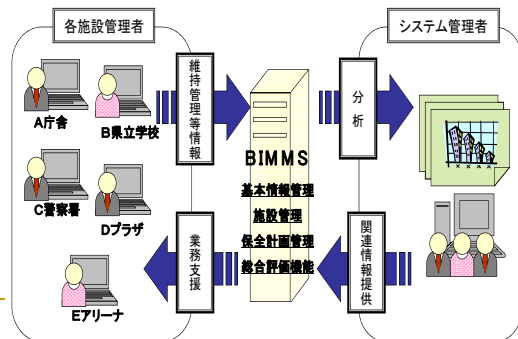 各施設管理者
システム管理者
A庁舎
B県立学校
C警察署
Dプラザ
Eアリーナ
維持管理等情報
業務支援
BIMMS
基本情報管理
施設管理
保全計画管理
総合評価機能
分析
関連情報提供